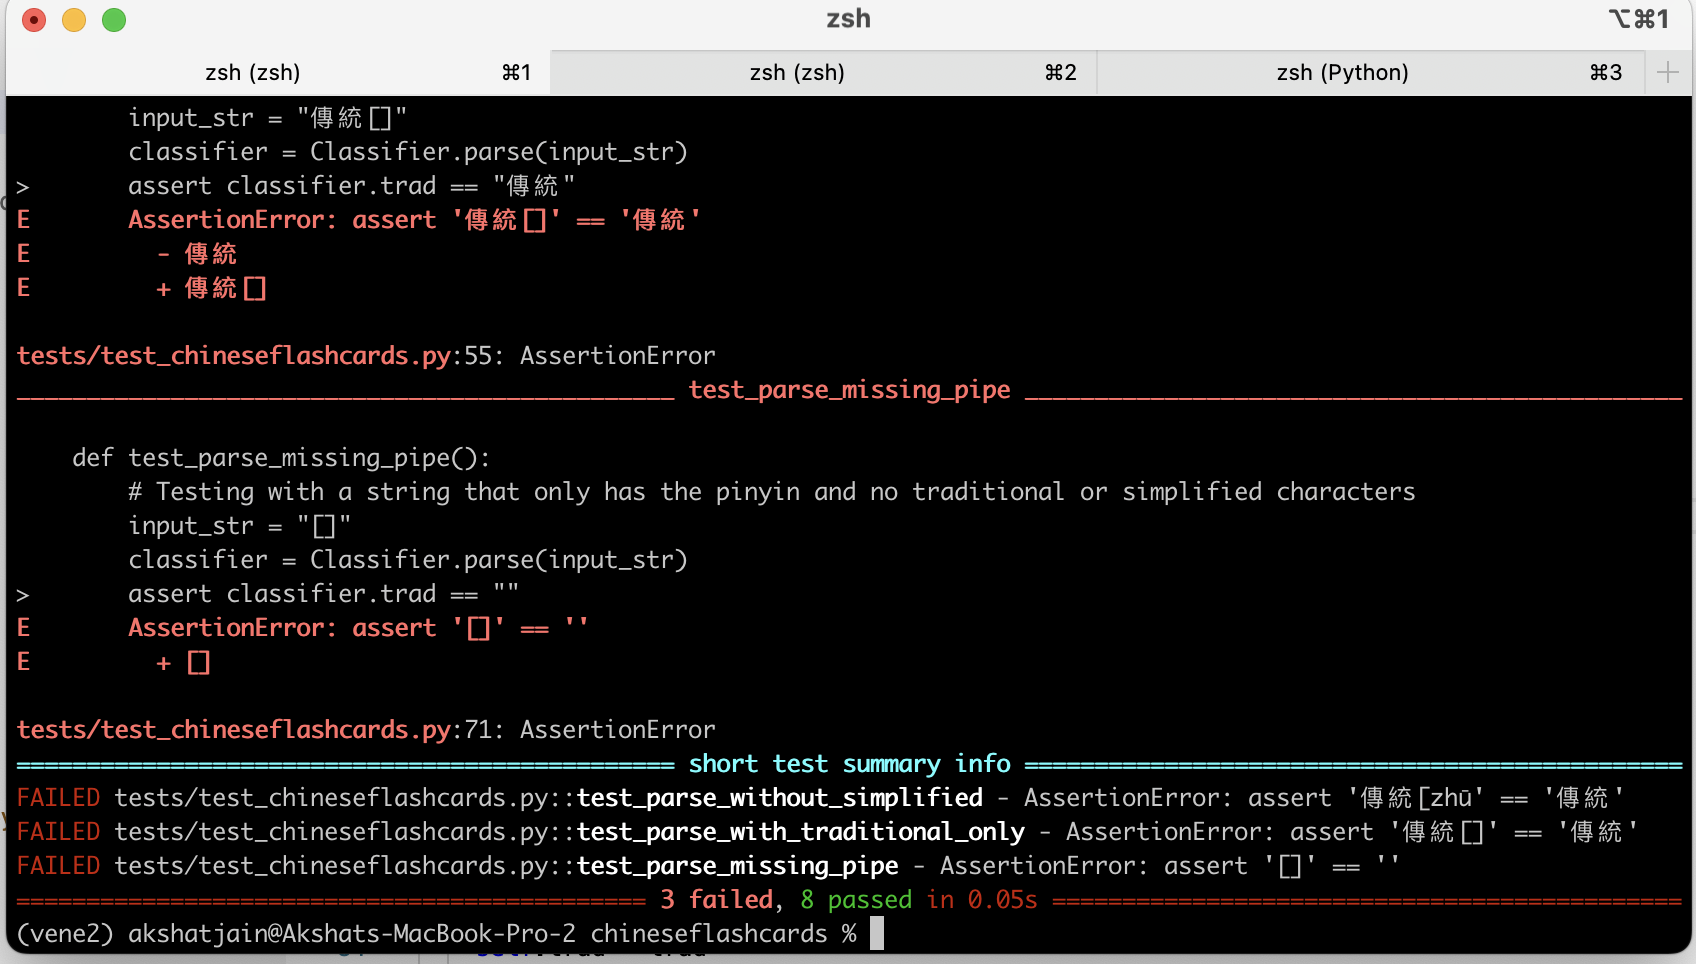 zsh
⌥⌘1
zsh (zsh) ⌘1
zsh (zsh) ⌘2
zsh (Python) ⌘3
input_str = "傳統[]"
classifier = Classifier.parse(input_str)
> assert classifier.trad == "傳統"
E AssertionError: assert '傳統[]' == '傳統'
E - 傳統
E + 傳統[]
tests/test_chineseflashcards.py:55: AssertionError
test_parse_missing_pipe
def test_parse_missing_pipe():
# Testing with a string that only has the pinyin and no traditional or simplified characters
input_str = "[]"
classifier = Classifier.parse(input_str)
> assert classifier.trad == ""
E AssertionError: assert '[]' == ''
E + []
tests/test_chineseflashcards.py:71: AssertionError
short test summary info
FAILED tests/test_chineseflashcards.py::test_parse_without_simplified - AssertionError: assert '傳統[zhū' == '傳統'
FAILED tests/test_chineseflashcards.py::test_parse_with_traditional_only - AssertionError: assert '傳統[]' == '傳統'
FAILED tests/test_chineseflashcards.py::test_parse_missing_pipe - AssertionError: assert '[]' == ''
3 failed, 8 passed in 0.05s
(vene2) akshatjain@Akshats-MacBook-Pro-2 chineseflashcards %